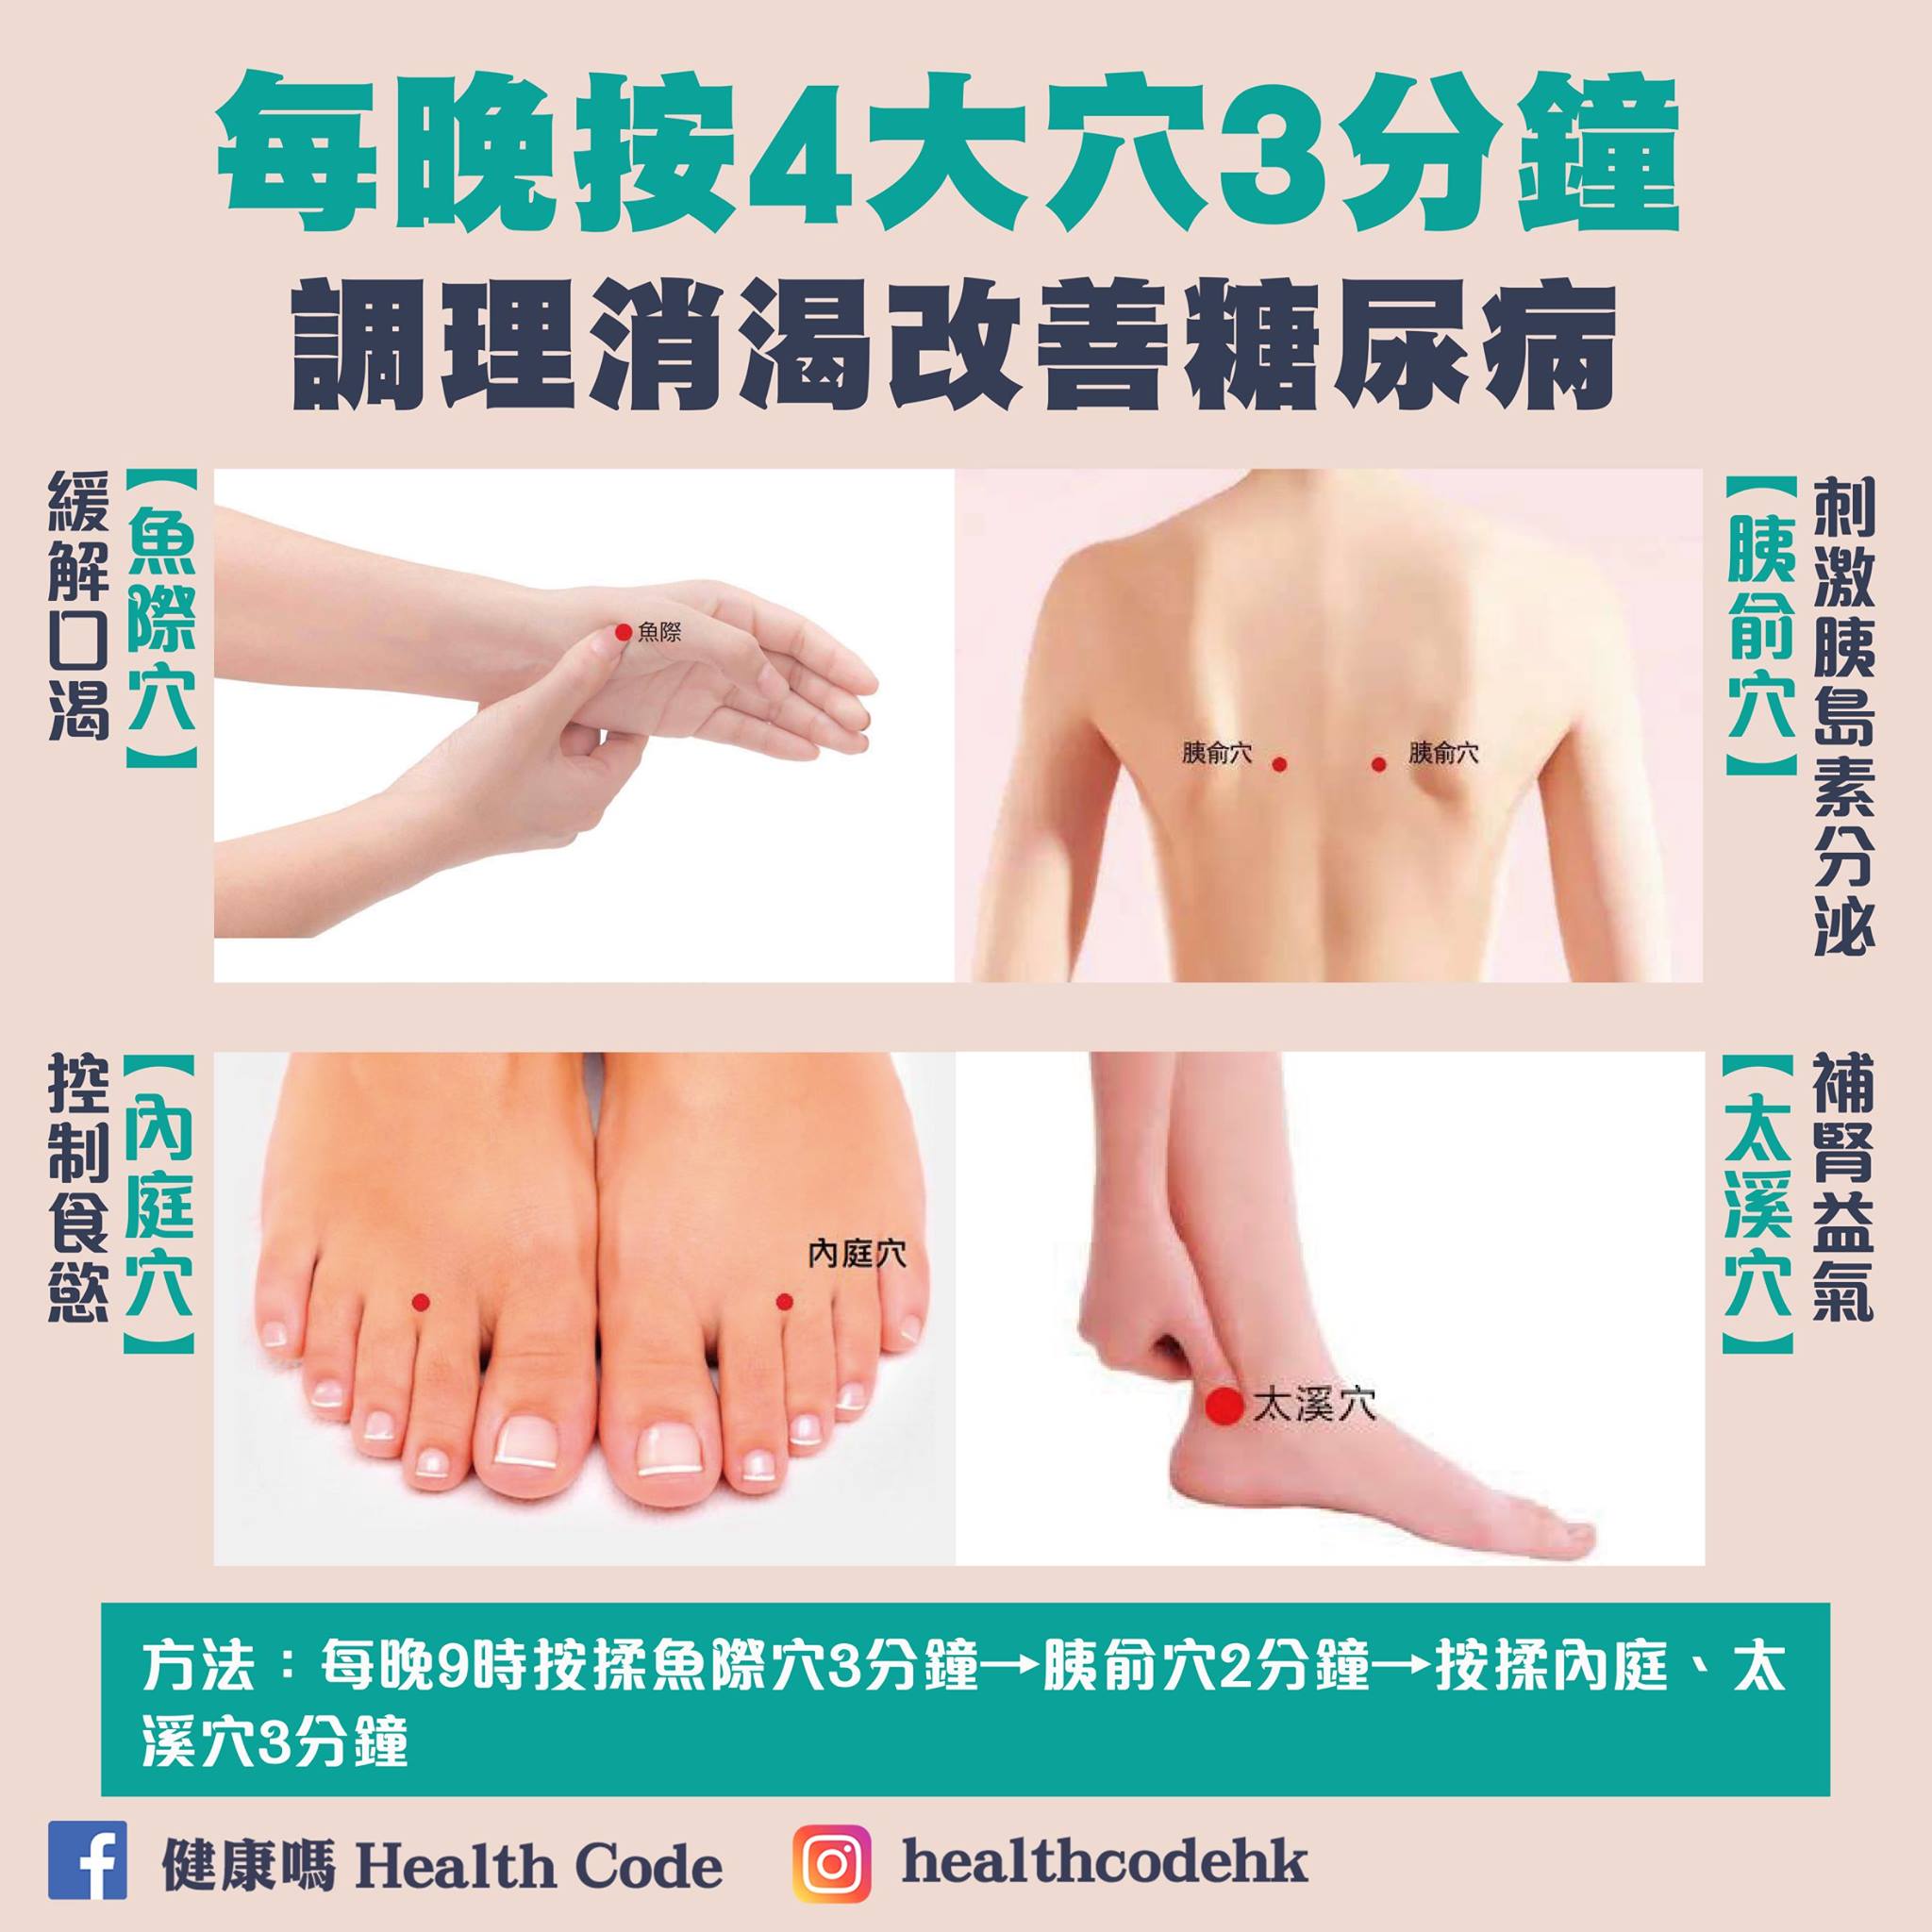 每晚按4大穴3分鐘
調理消渴改善糖尿病
【魚際穴】
緩解口渴
魚際
胰俞穴
胰俞穴
刺激胰島素分泌
【胰俞穴】
【內庭穴】
控制食慾
內庭穴
太溪穴
補腎益氣
【太溪穴】
方法：每晚9時按揉魚際穴3分鐘→胰俞穴2分鐘→按揉內庭、太
溪穴3分鐘
健康嗎 Health Code
healthcodehk